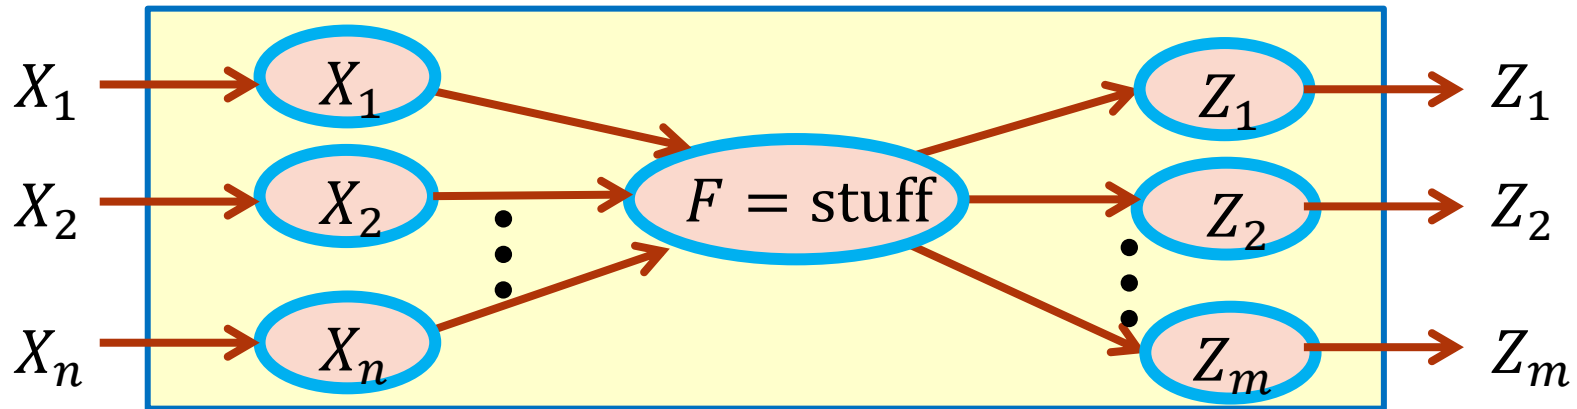 X₁ X₁ Z₁ Z₁
X₂ X₂ F = stuff Z₂ Z₂
Xₙ Xₙ Zₘ Zₘ